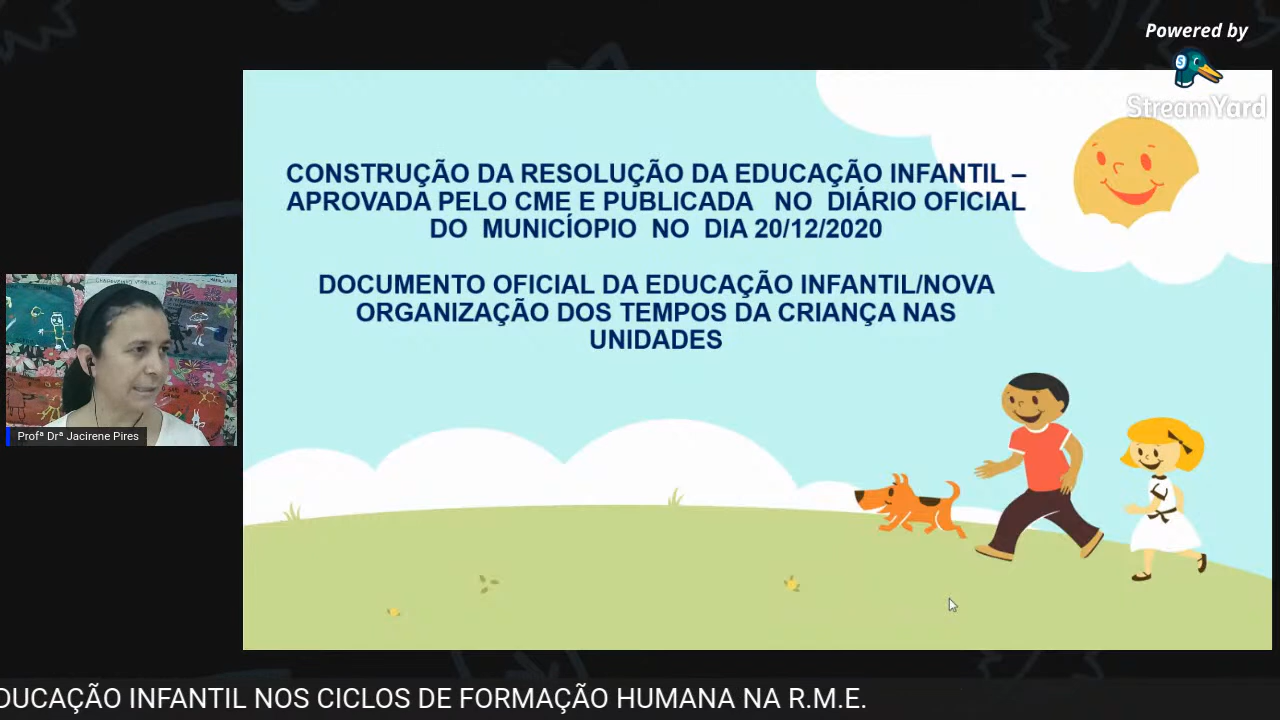 Powered by
StreamYard
CONSTRUÇÃO DA RESOLUÇÃO DA EDUCAÇÃO INFANTIL –
APROVADA PELO CME E PUBLICADA NO DIÁRIO OFICIAL
DO MUNICÍOPIO NO DIA 20/12/2020
DOCUMENTO OFICIAL DA EDUCAÇÃO INFANTIL/NOVA
ORGANIZAÇÃO DOS TEMPOS DA CRIANÇA NAS
UNIDADES
Profª Drª Jacirene Pires
DUCAÇÃO INFANTIL NOS CICLOS DE FORMAÇÃO HUMANA NA R.M.E.